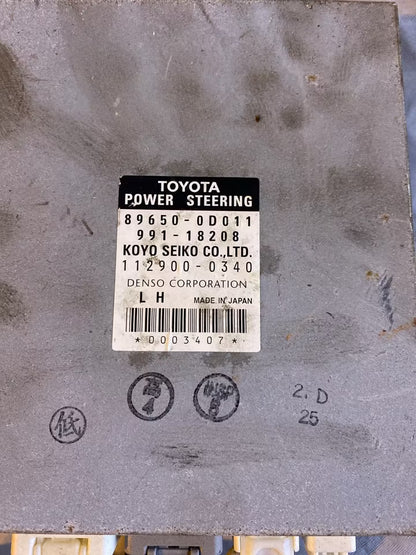 TOYOTA
POWER STEERING
89650-0D011
991-18208
KOYO SEIKO CO.,LTD.
112900-0340
DENSO CORPORATION
LH MADE IN JAPAN
*0003407*
2.D
25
低